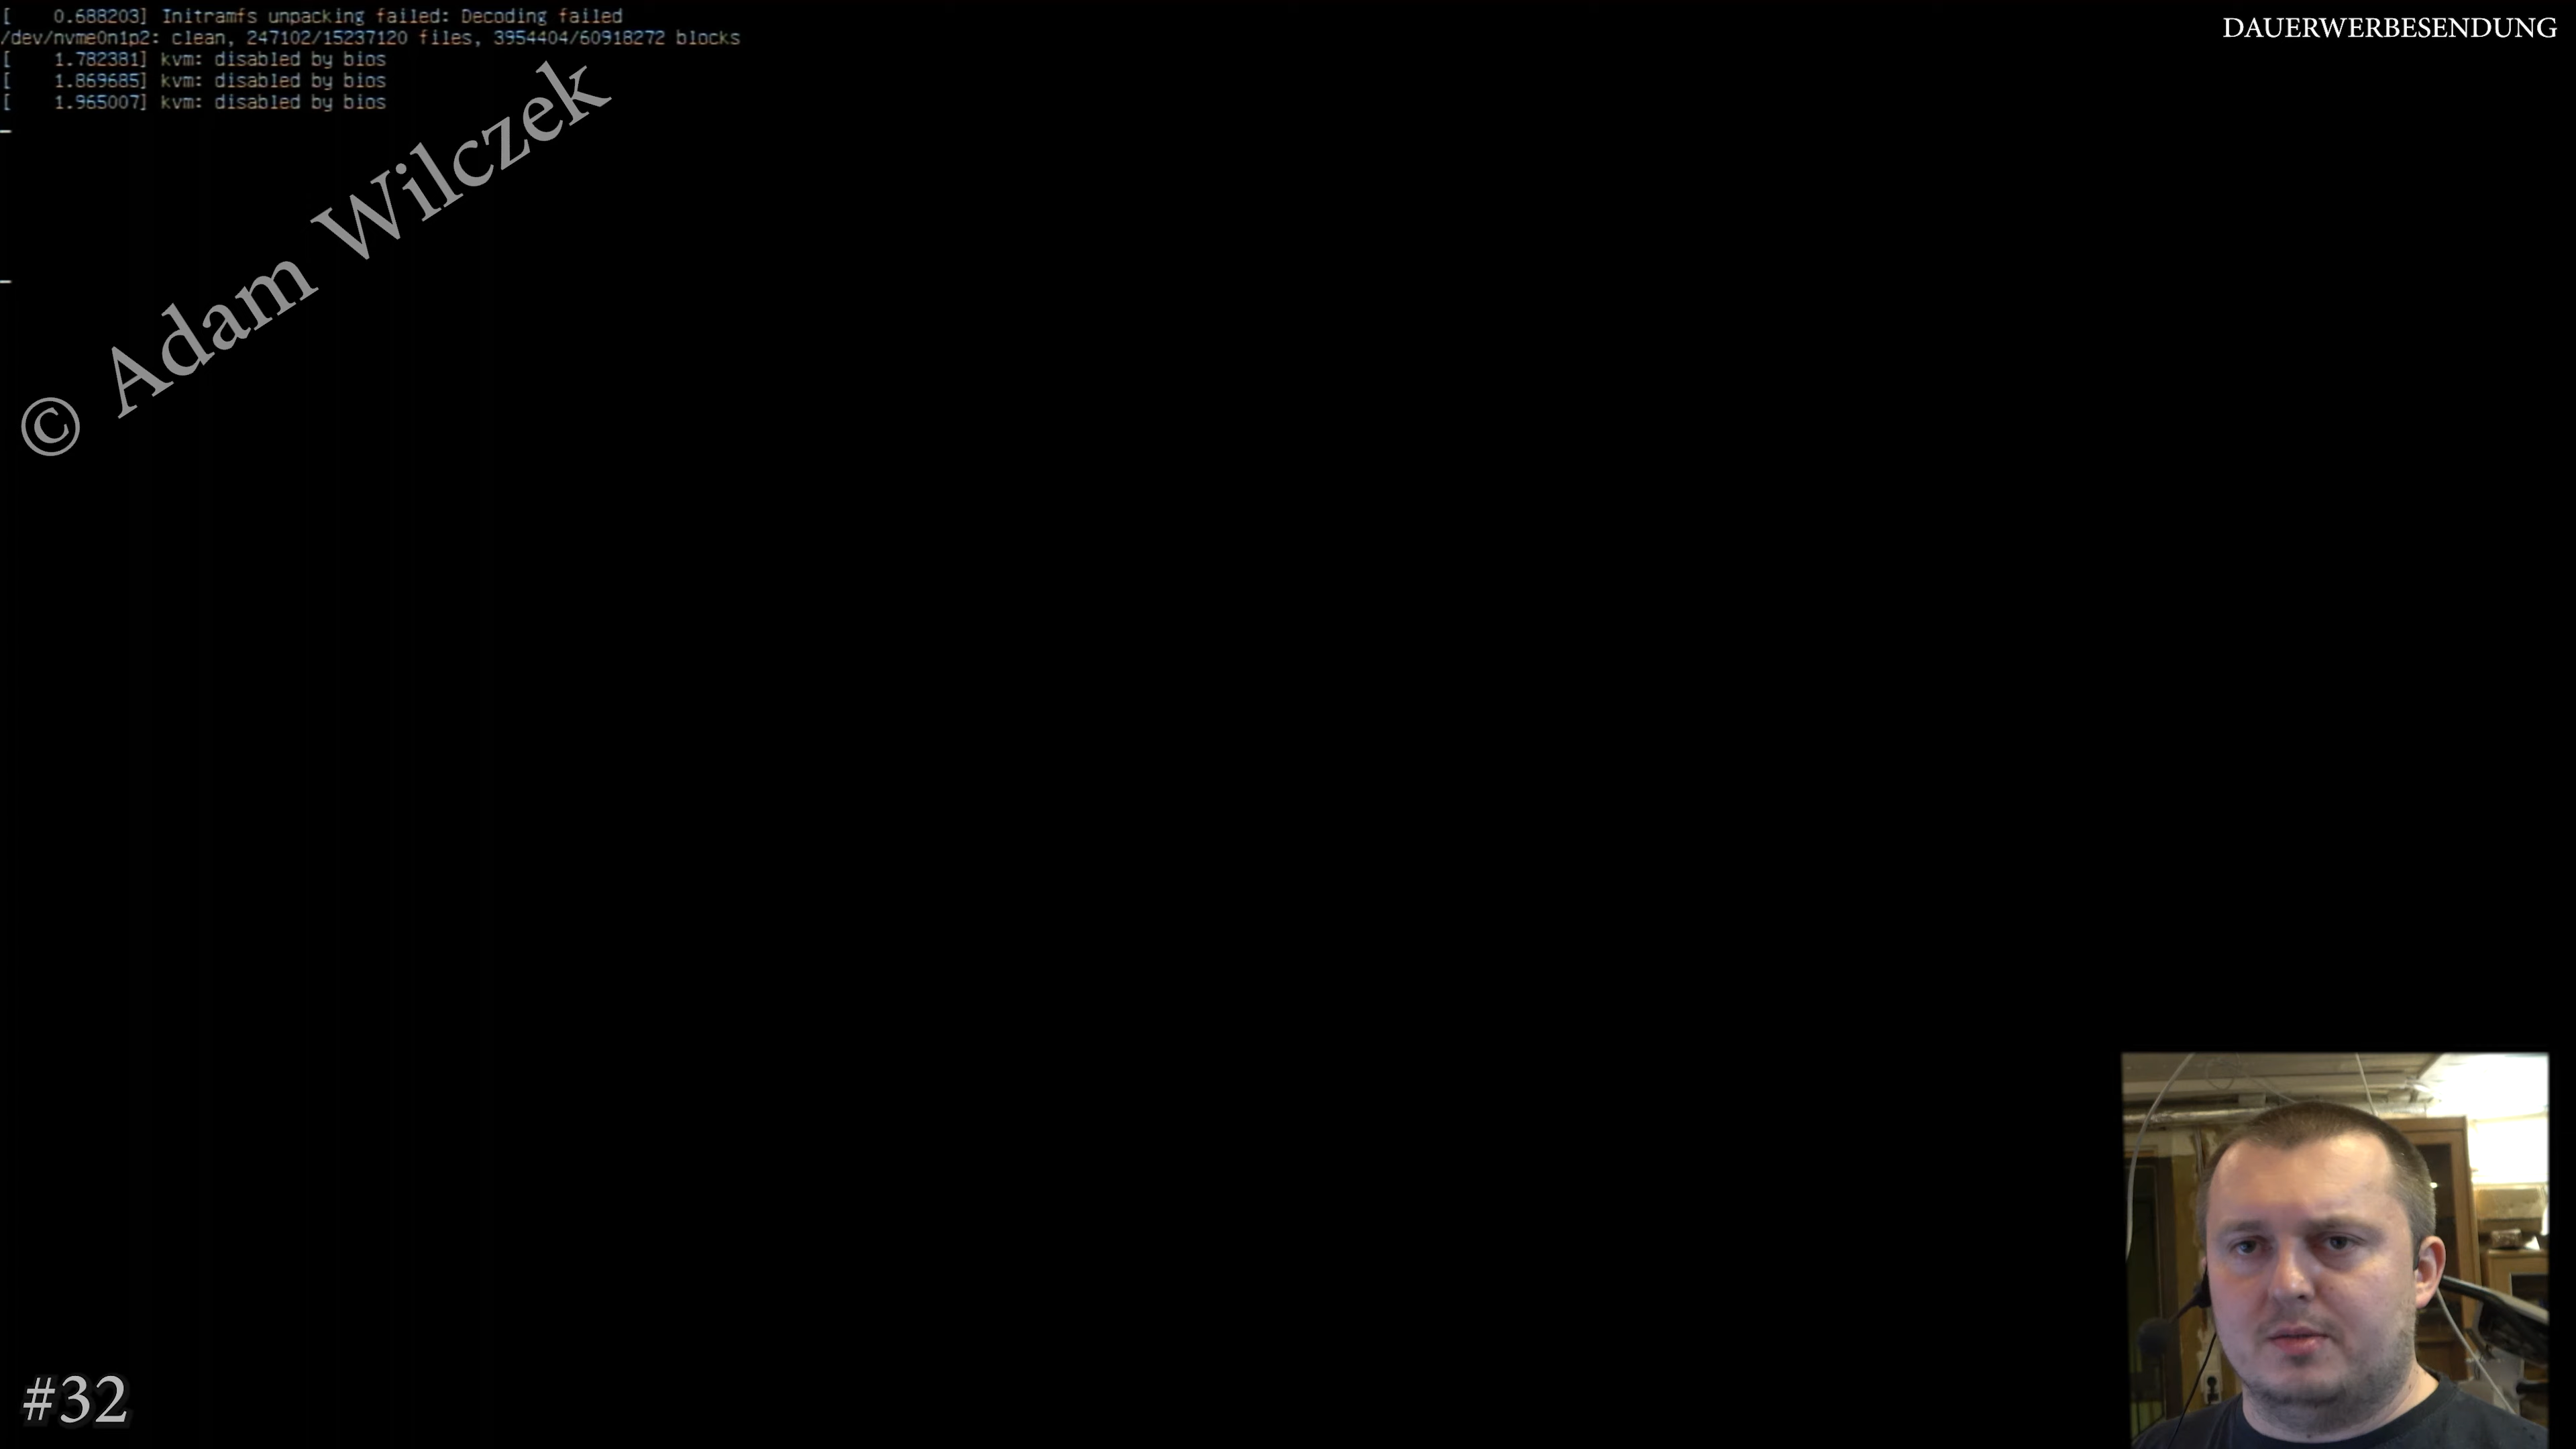 [    0.688203] Initramfs unpacking failed: Decoding failed
/dev/nvme0n1p2: clean, 247102/15237120 files, 3954404/60918272 blocks
[    1.782381] kvm: disabled by bios
[    1.869685] kvm: disabled by bios
[    1.965007] kvm: disabled by bios
DAUERWERBESENDUNG
© Adam Wilczek
#32